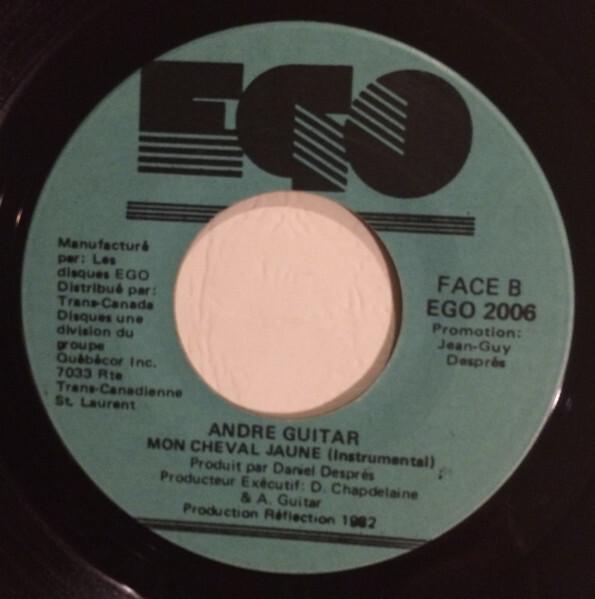 EGO
Manufacturé
par: Les
disques EGO
Distribué par:
Trans-Canada
Disques une
division du
groupe
Québécor Inc.
7033 Rte
Trans-Canadienne
St. Laurent
FACE B
EGO 2006
Promotion:
Jean-Guy
Després
ANDRE GUITAR
MON CHEVAL JAUNE (Instrumental)
Produit par Daniel Després
Producteur Exécutif: D. Chapdelaine
& A. Guitar
Production Réflection 1982